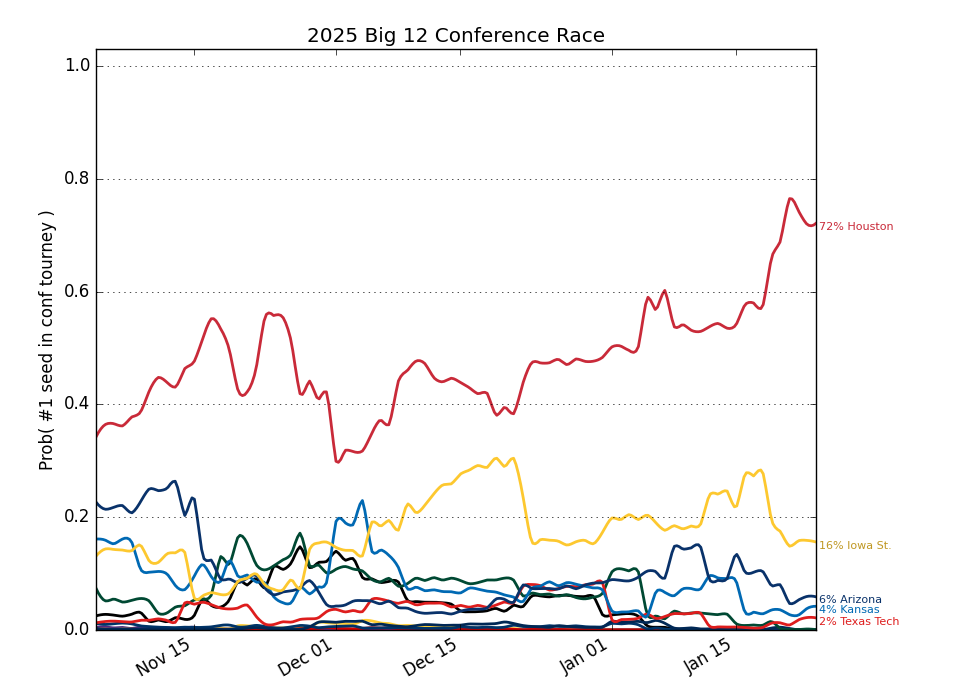 2025 Big 12 Conference Race
Prob( #1 seed in conf tourney )
1.0
0.8
0.6
0.4
0.2
0.0
72% Houston
16% Iowa St.
6% Arizona
4% Kansas
2% Texas Tech
Nov 15
Dec 01
Dec 15
Jan 01
Jan 15